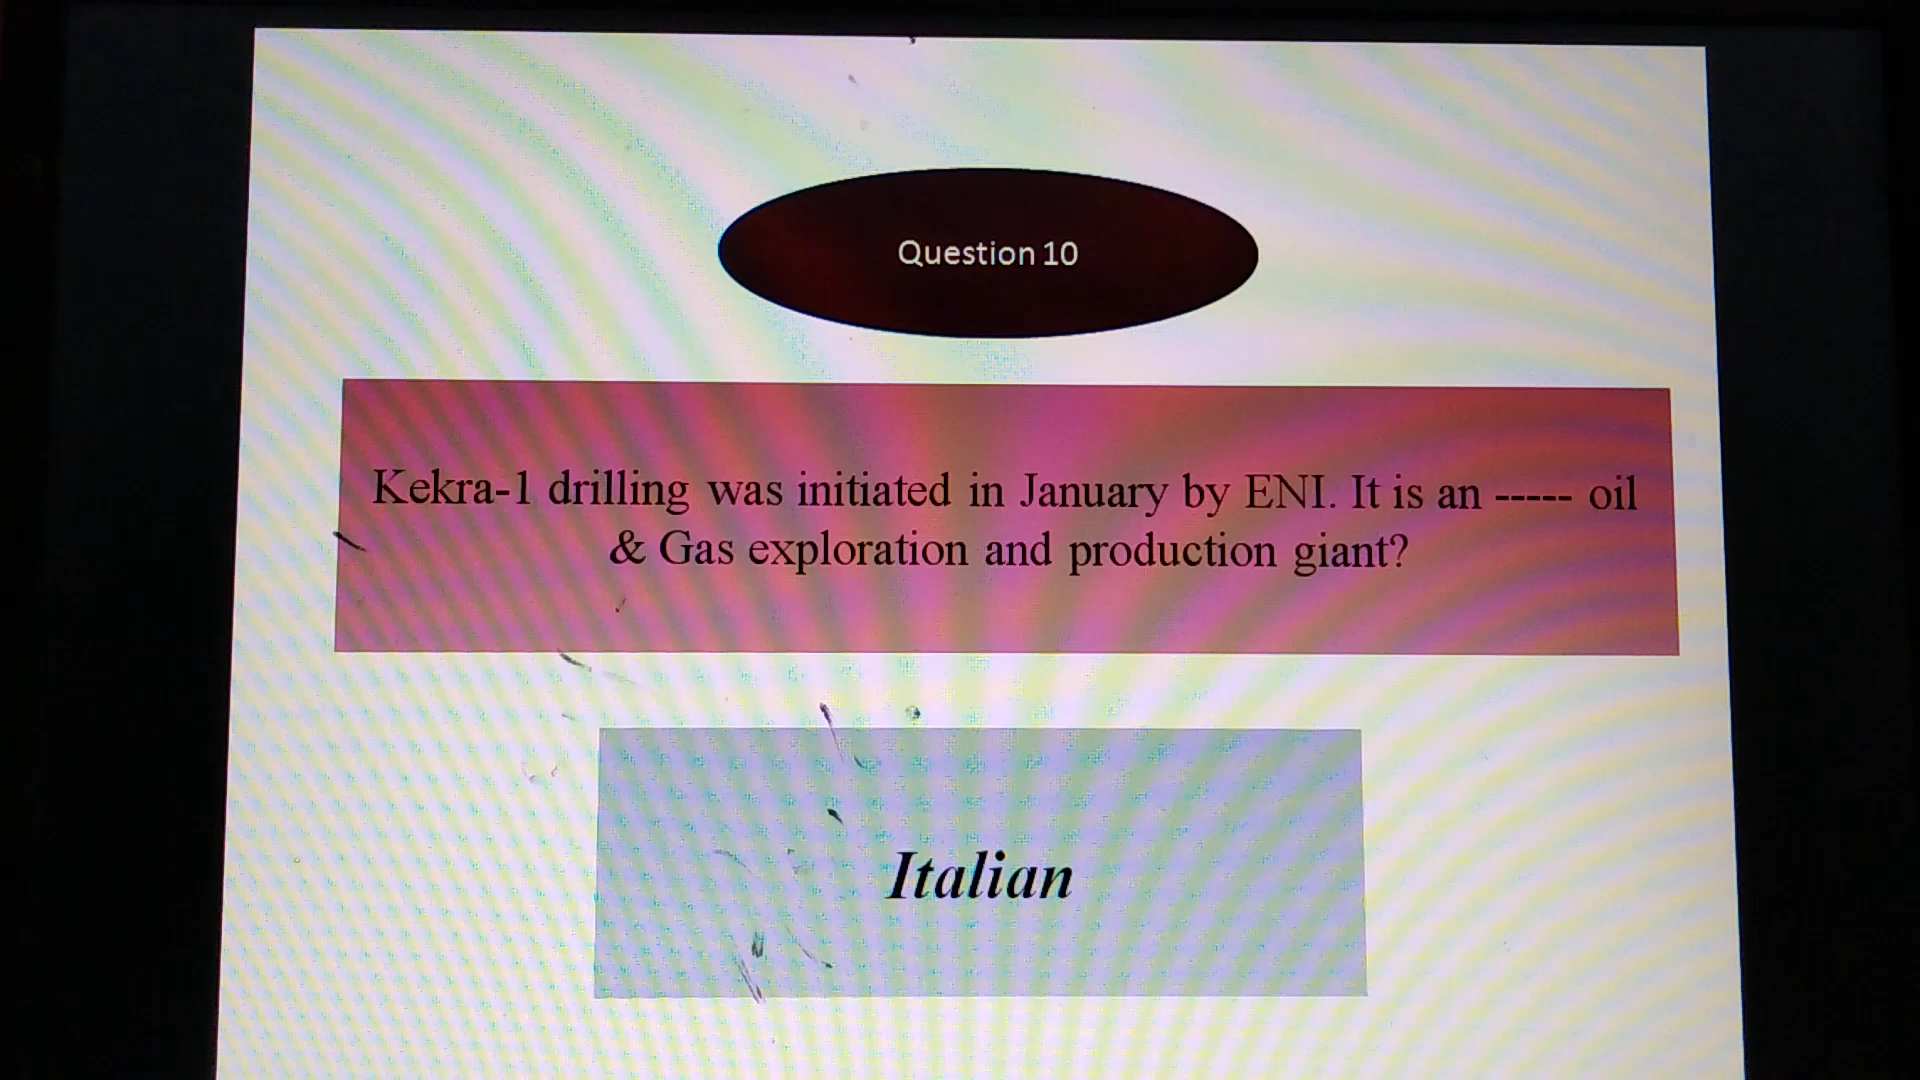 Question 10
Kekra-1 drilling was initiated in January by ENI. It is an ----- oil
& Gas exploration and production giant?
Italian